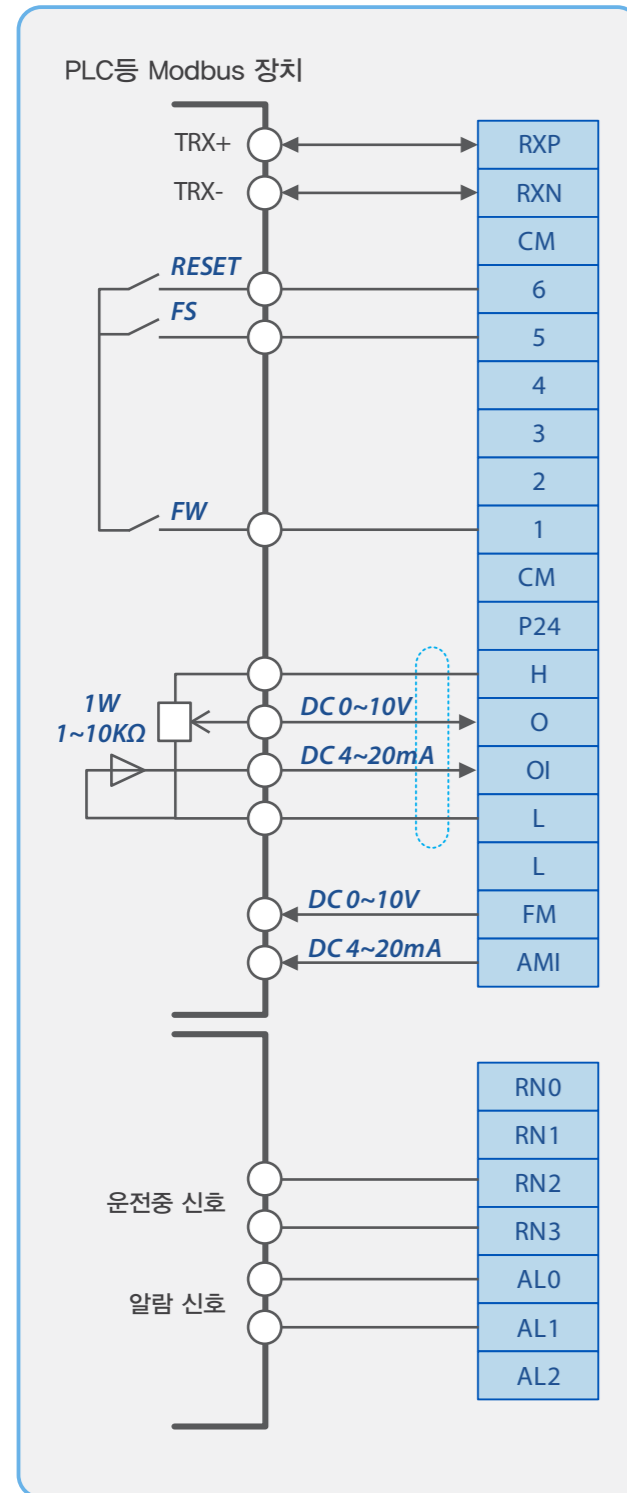 PLC등 Modbus 장치
TRX+ RXP
TRX- RXN
CM
RESET 6
FS 5
4
3
2
FW 1
CM
P24
H
1W DC 0~10V O
1~10KΩ
DC 4~20mA OI
L
L
DC 0~10V FM
DC 4~20mA AMI
RN0
RN1
운전중 신호 RN2
RN3
알람 신호 AL0
AL1
AL2